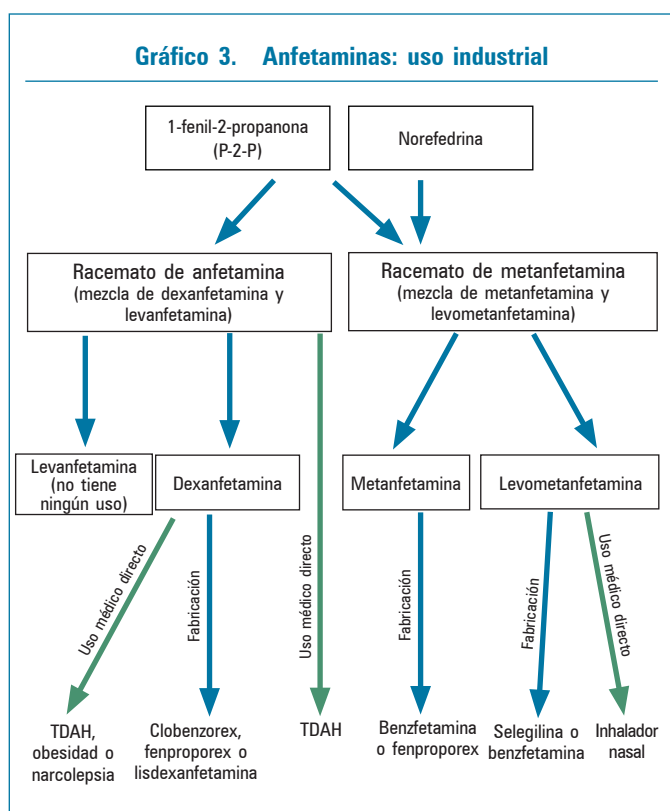 Gráfico 3. Anfetaminas: uso industrial
1-fenil-2-propanona
(P-2-P)
Norefedrina
Racemato de anfetamina
(mezcla de dexanfetamina y
levanfetamina)
Racemato de metanfetamina
(mezcla de metanfetamina y
levometanfetamina)
Levanfetamina
(no tiene
ningún uso)
Dexanfetamina
Metanfetamina
Levometanfetamina
Uso médico directo
Fabricación
Uso médico directo
Fabricación
Fabricación
Uso médico directo
TDAH,
obesidad o
narcolepsia
Clobenzorex,
fenproporex o
lisdexanfetamina
TDAH
Benzfetamina
o fenproporex
Selegilina o
benzfetamina
Inhalador
nasal